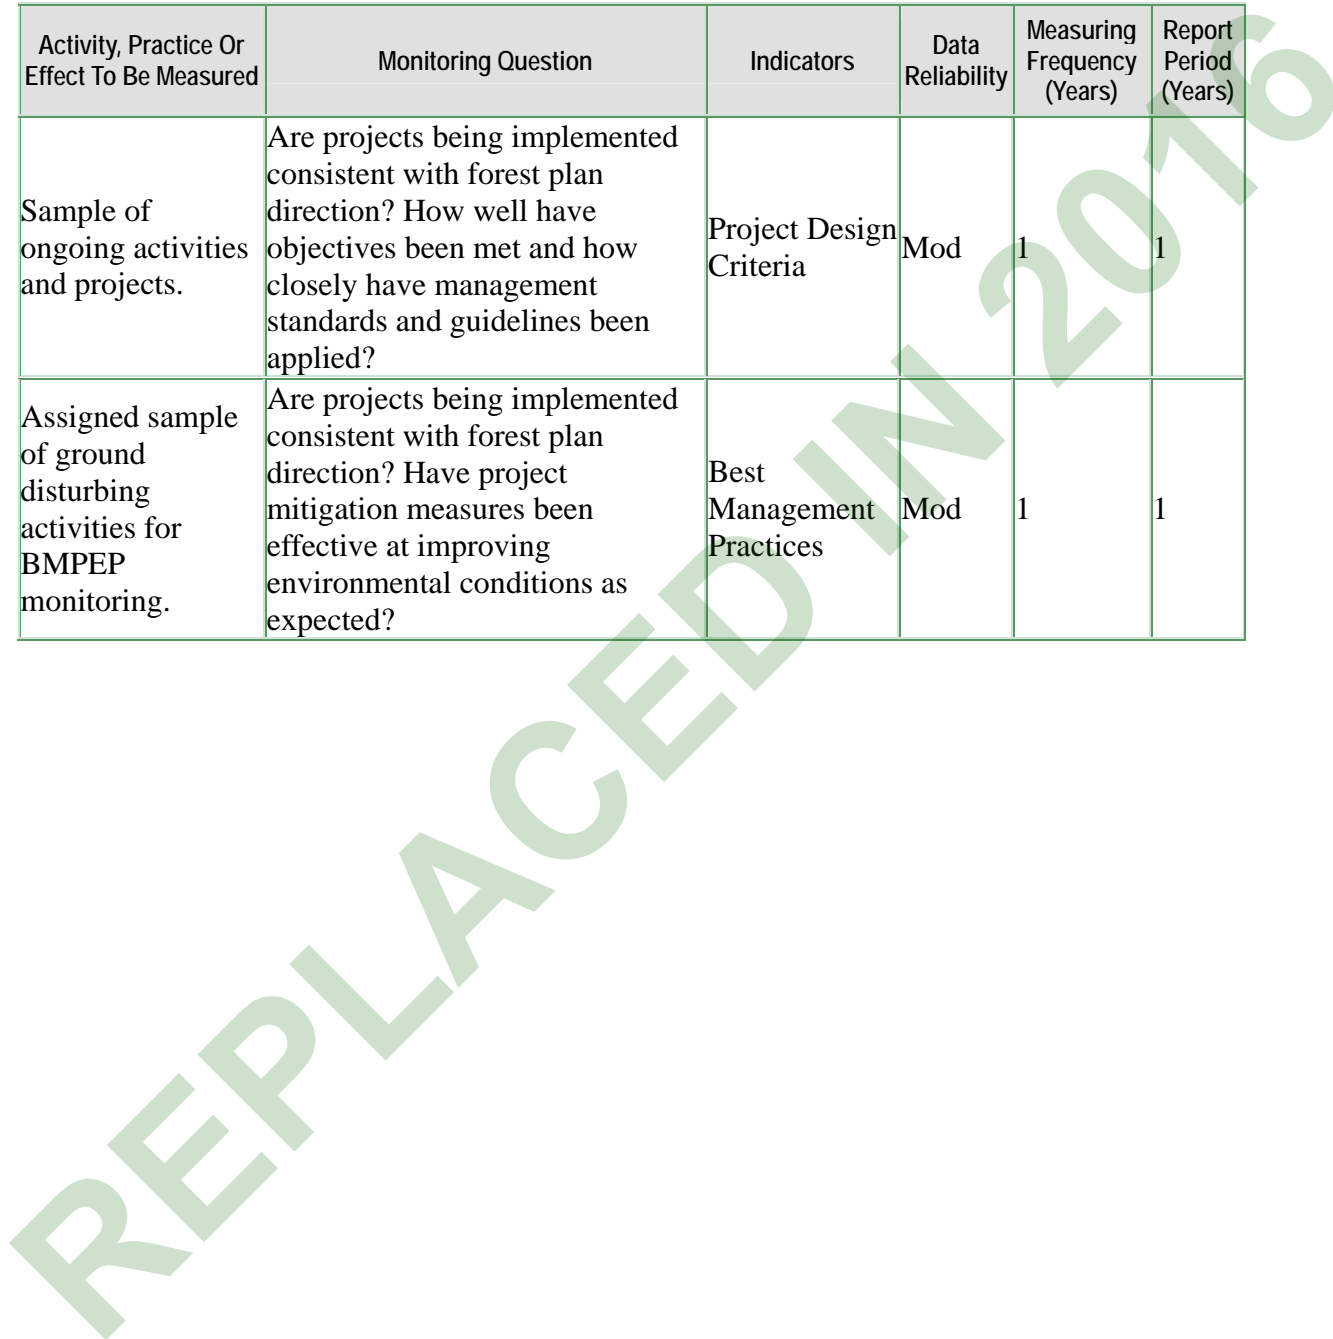 Activity, Practice Or
Effect To Be Measured
Monitoring Question
Indicators
Data
Reliability
Measuring
Frequency
(Years)
Report
Period
(Years)
Sample of
ongoing activities
and projects.
Are projects being implemented
consistent with forest plan
direction? How well have
objectives been met and how
closely have management
standards and guidelines been
applied?
Project Design
Criteria
Mod
1
1
Assigned sample
of ground
disturbing
activities for
BMPEP
monitoring.
Are projects being implemented
consistent with forest plan
direction? Have project
mitigation measures been
effective at improving
environmental conditions as
expected?
Best
Management
Practices
Mod
1
1
REPLACED IN 2016